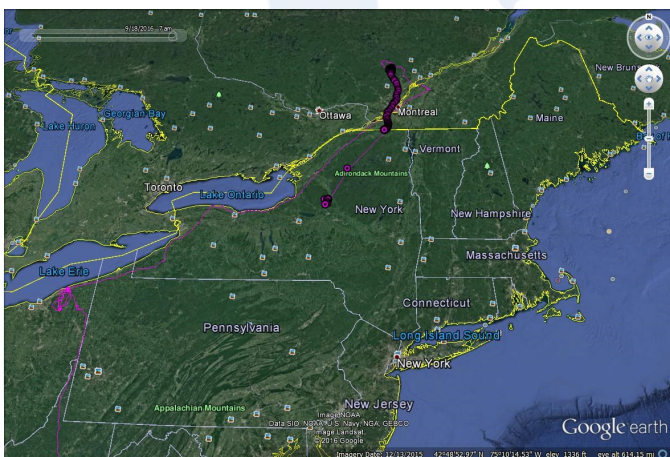 9/18/2016 7 am
N
New Brun
Ottawa
Montreal
Georgian Bay
Lake Huron
Maine
Vermont
Adirondack Mountains
Toronto
Lake Ontario
New York
New Hampshire
Massachusetts
Lake Erie
Connecticut
Pennsylvania
Long Island Sound
New York
Appalachian Mountains
New Jersey
Image NOAA
Data SIO, NOAA, U.S. Navy, NGA, GEBCO
Image Landsat
© 2016 Google
Google earth
Imagery Date: 12/13/2015 42°48'52.97" N 75°10'14.53" W elev 1336 ft eye alt 614.15 mi